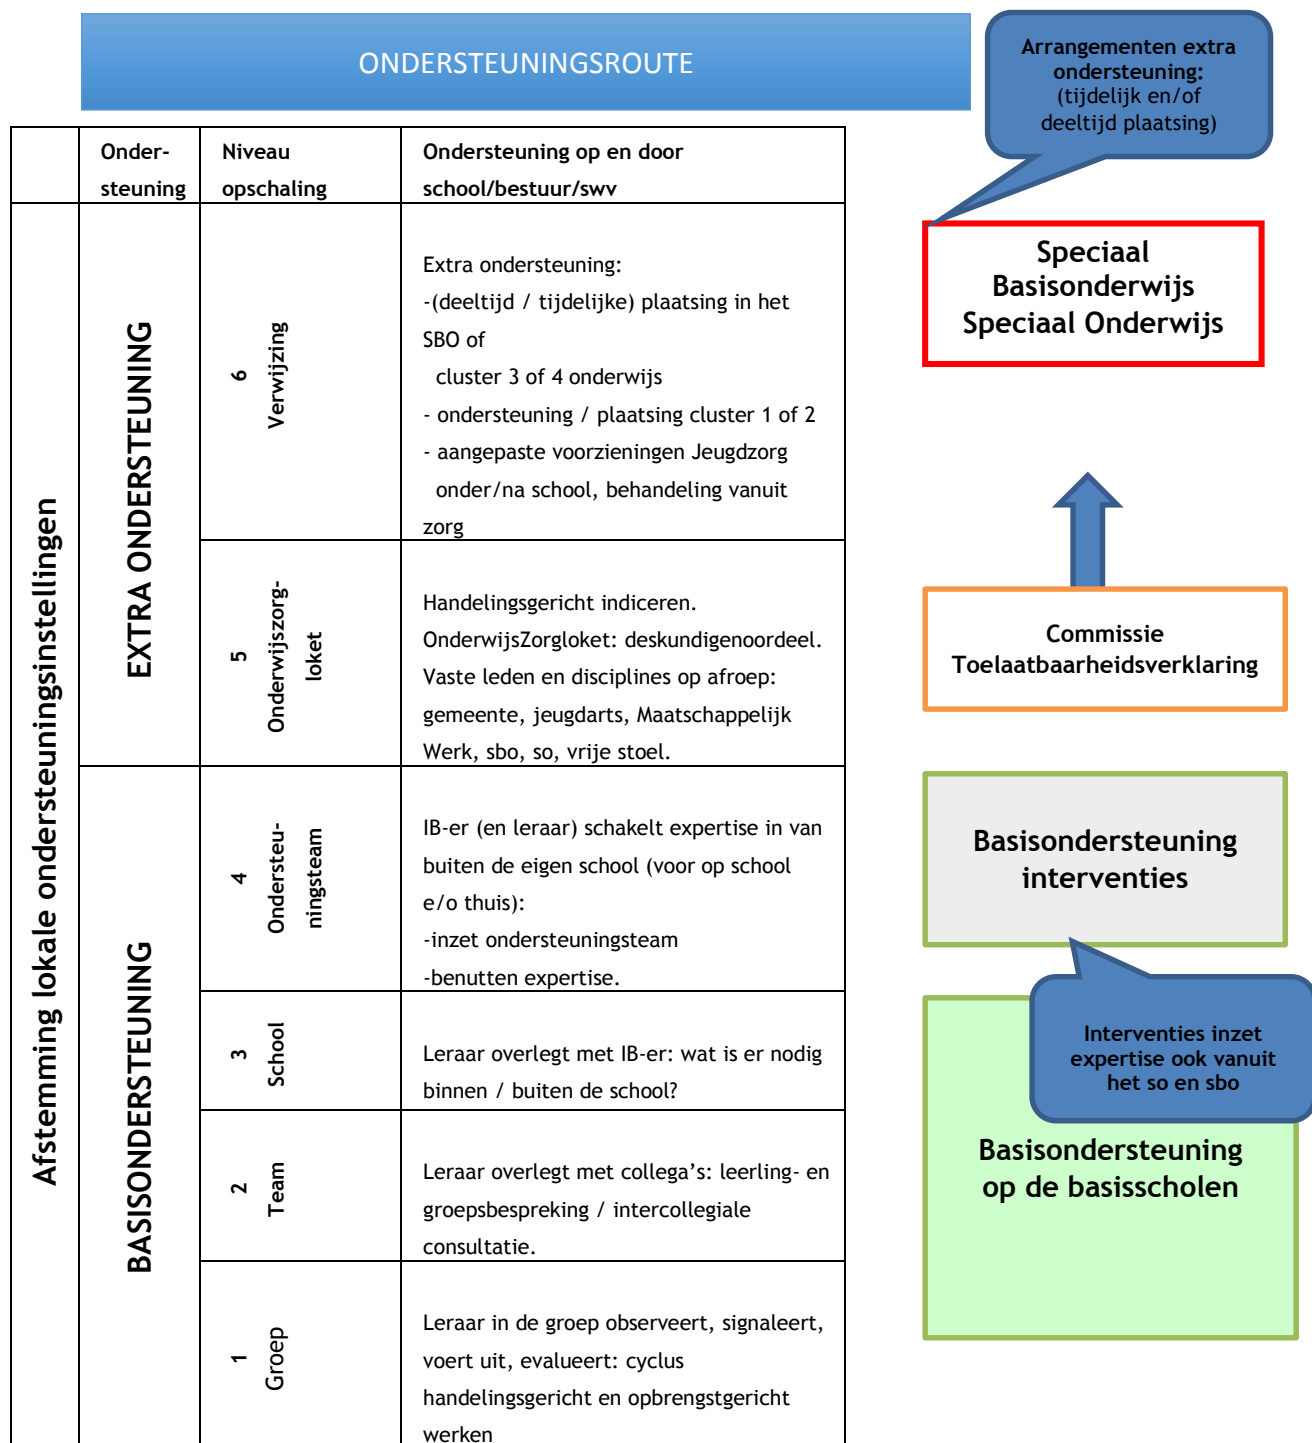 ONDERSTEUNINGSROUTE
Arrangementen extra
ondersteuning:
(tijdelijk en/of
deeltijd plaatsing)
Onder-
steuning
Niveau
opschaling
Ondersteuning op en door
school/bestuur/swv
Afstemming lokale ondersteuningsinstellingen
EXTRA ONDERSTEUNING
6
Verwijzing
Extra ondersteuning:
-(deeltijd / tijdelijke) plaatsing in het
SBO of
cluster 3 of 4 onderwijs
- ondersteuning / plaatsing cluster 1 of 2
- aangepaste voorzieningen Jeugdzorg
onder/na school, behandeling vanuit
zorg
5
Onderwijszorg-
loket
Handelingsgericht indiceren.
OnderwijsZorgloket: deskundigenoordeel.
Vaste leden en disciplines op afroep:
gemeente, jeugdarts, Maatschappelijk
Werk, sbo, so, vrije stoel.
BASISONDERSTEUNING
4
Ondersteu-
ningsteam
IB-er (en leraar) schakelt expertise in van
buiten de eigen school (voor op school
e/o thuis):
-inzet ondersteuningsteam
-benutten expertise.
3
School
Leraar overlegt met IB-er: wat is er nodig
binnen / buiten de school?
2
Team
Leraar overlegt met collega's: leerling- en
groepsbespreking / intercollegiale
consultatie.
1
Groep
Leraar in de groep observeert, signaleert,
voert uit, evalueert: cyclus
handelingsgericht en opbrengstgericht
werken
Speciaal
Basisonderwijs
Speciaal Onderwijs
Commissie
Toelaatbaarheidsverklaring
Basisondersteuning
interventies
Interventies inzet
expertise ook vanuit
het so en sbo
Basisondersteuning
op de basisscholen